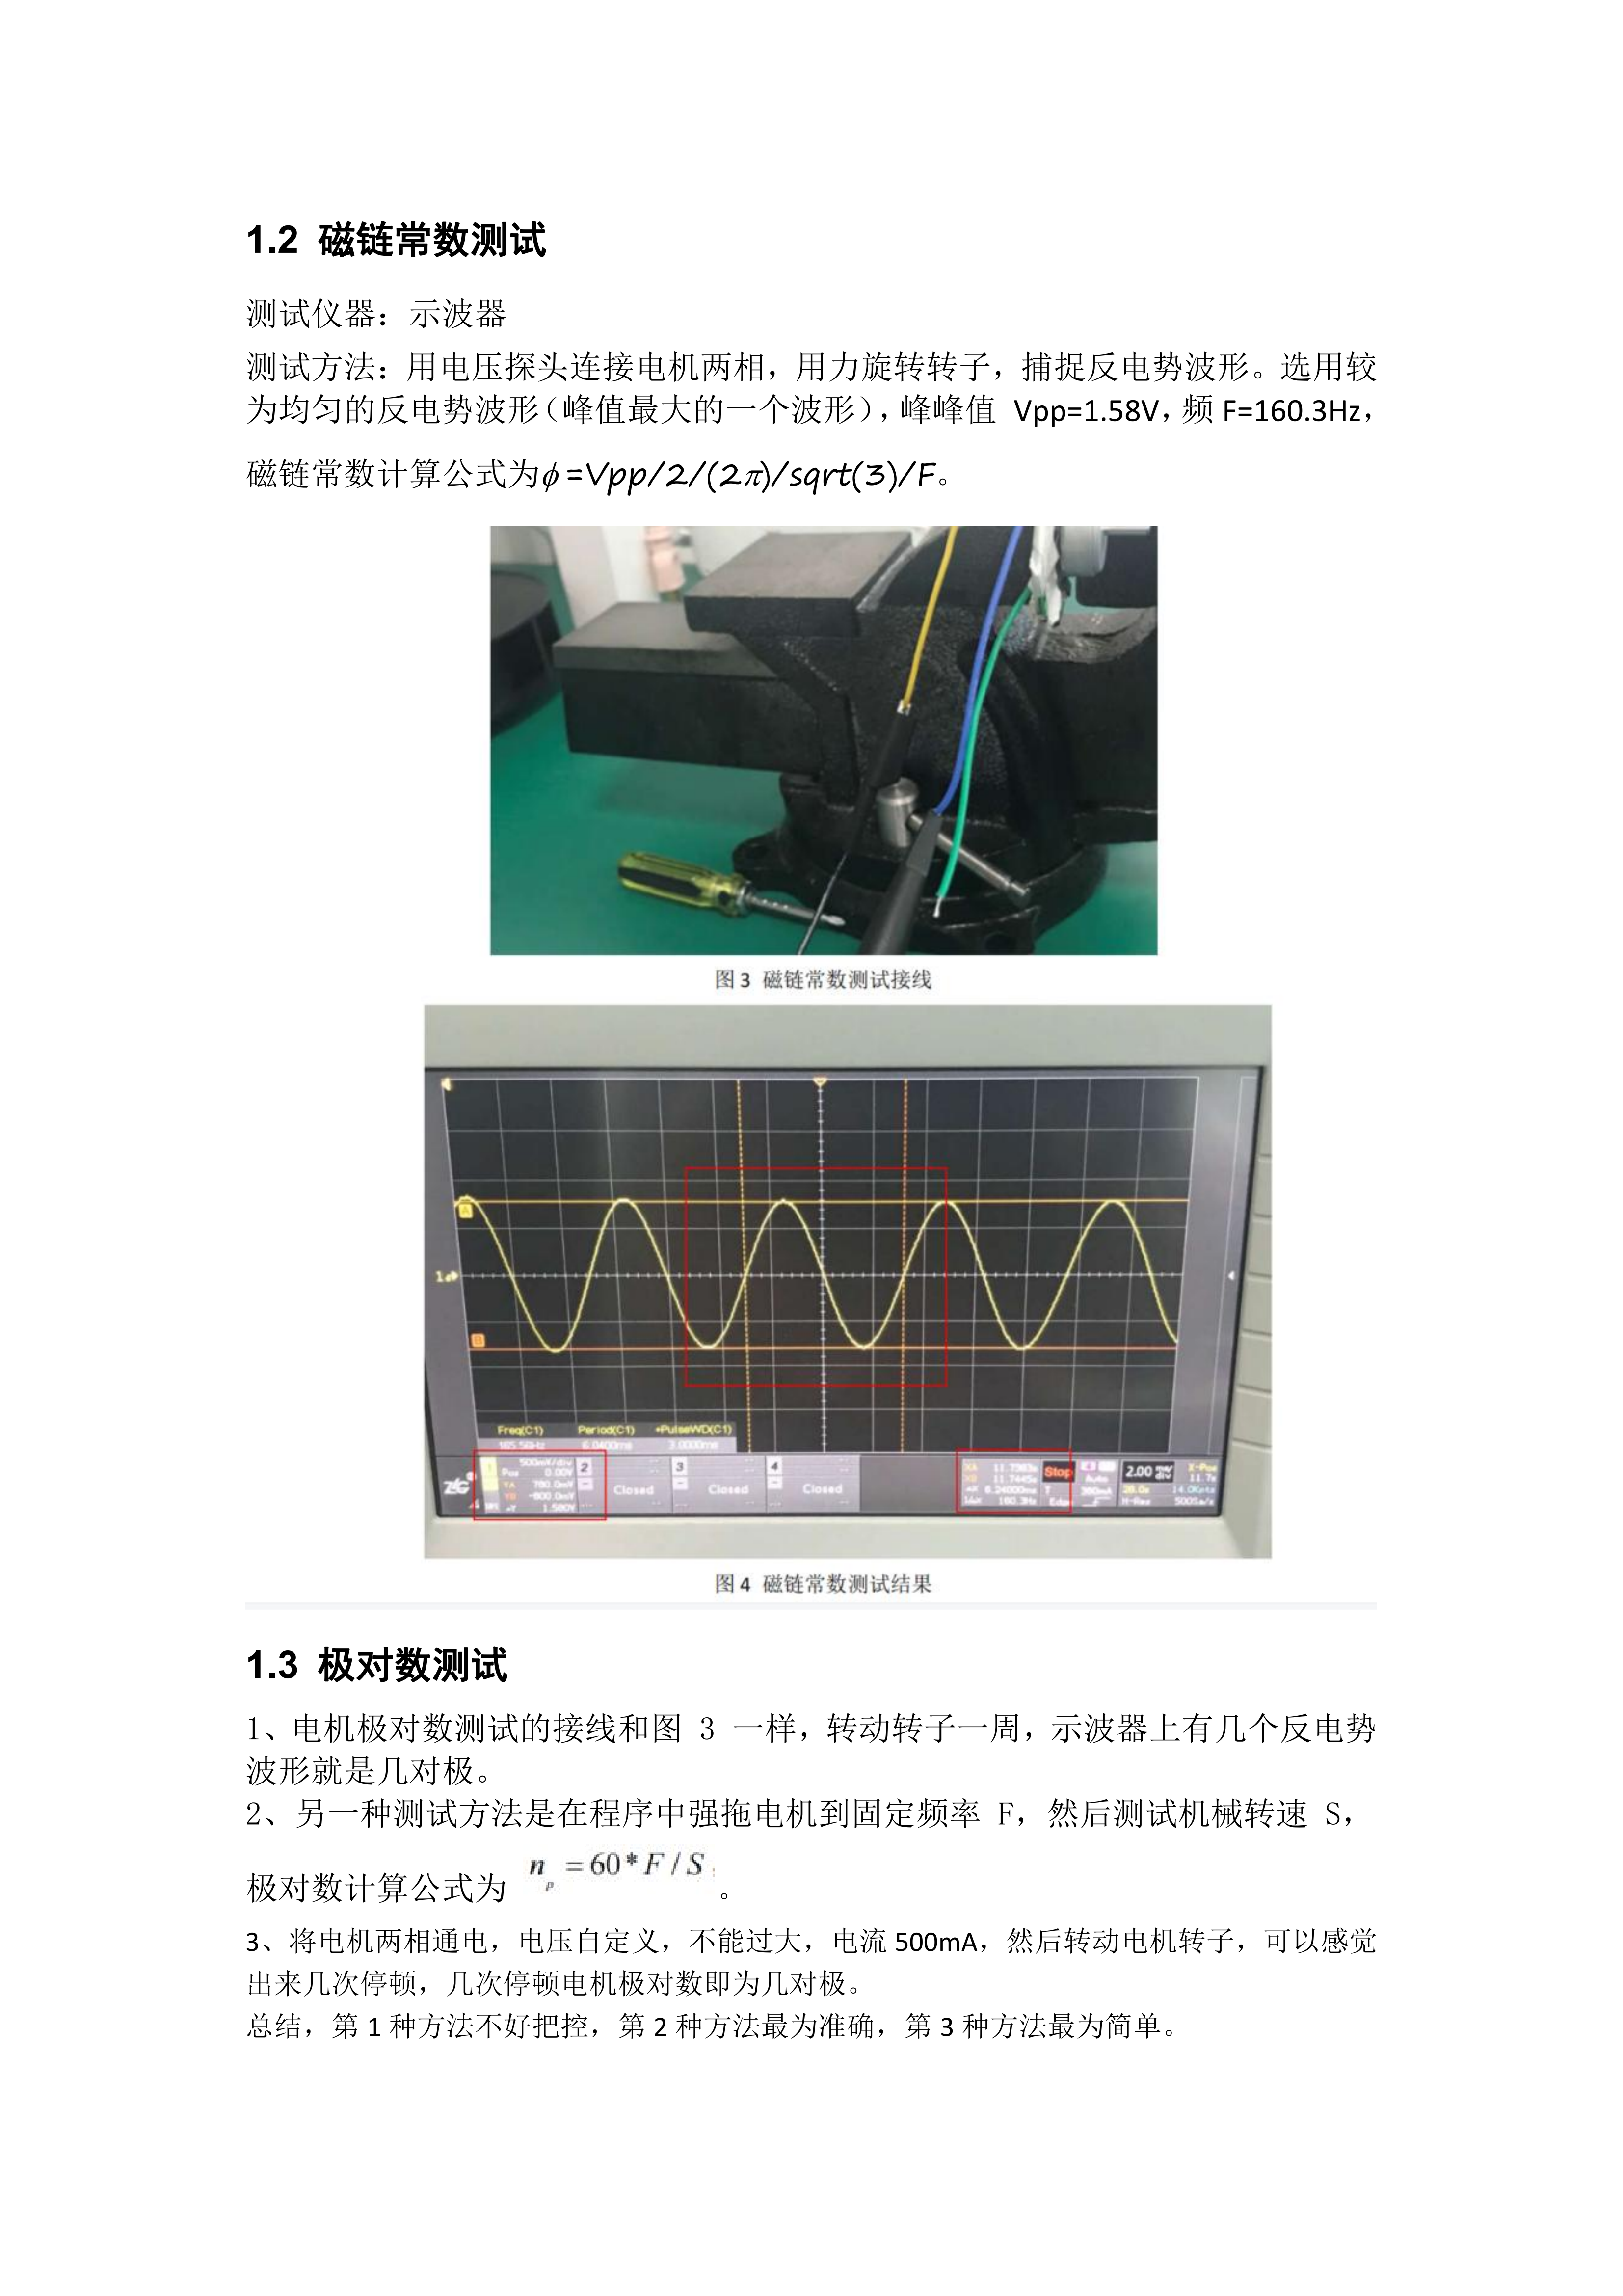 1.2 磁链常数测试
测试仪器：示波器
测试方法：用电压探头连接电机两相，用力旋转转子，捕捉反电势波形。选用较
为均匀的反电势波形（峰值最大的一个波形），峰峰值 Vpp=1.58V，频F=160.3Hz，
磁链常数计算公式为ϕ=Vpp/2/(2π)/sqrt(3)/F。
图 3 磁链常数测试接线
A
1
B
Freq(C1) Period(C1) +PulseWD(C1)
6.0400ms 3.0000ms
1 500mV/div 2 3 4
Pos 0.00V
YA 780.0mV Closed Closed Closed
YB -800.0mV
1.580V
Stop
6.24000ms T
160.3Hz Edge
Auto
380mA
2.00 ms/div X-Pos
14.0Kpts
H-Res
图 4 磁链常数测试结果
1.3 极对数测试
1、电机极对数测试的接线和图 3 一样，转动转子一周，示波器上有几个反电势
波形就是几对极。
2、另一种测试方法是在程序中强拖电机到固定频率 F，然后测试机械转速 S，
极对数计算公式为 n_p = 60 * F / S 。
3、将电机两相通电，电压自定义，不能过大，电流500mA，然后转动电机转子，可以感觉
出来几次停顿，几次停顿电机极对数即为几对极。
总结，第1种方法不好把控，第2种方法最为准确，第3种方法最为简单。